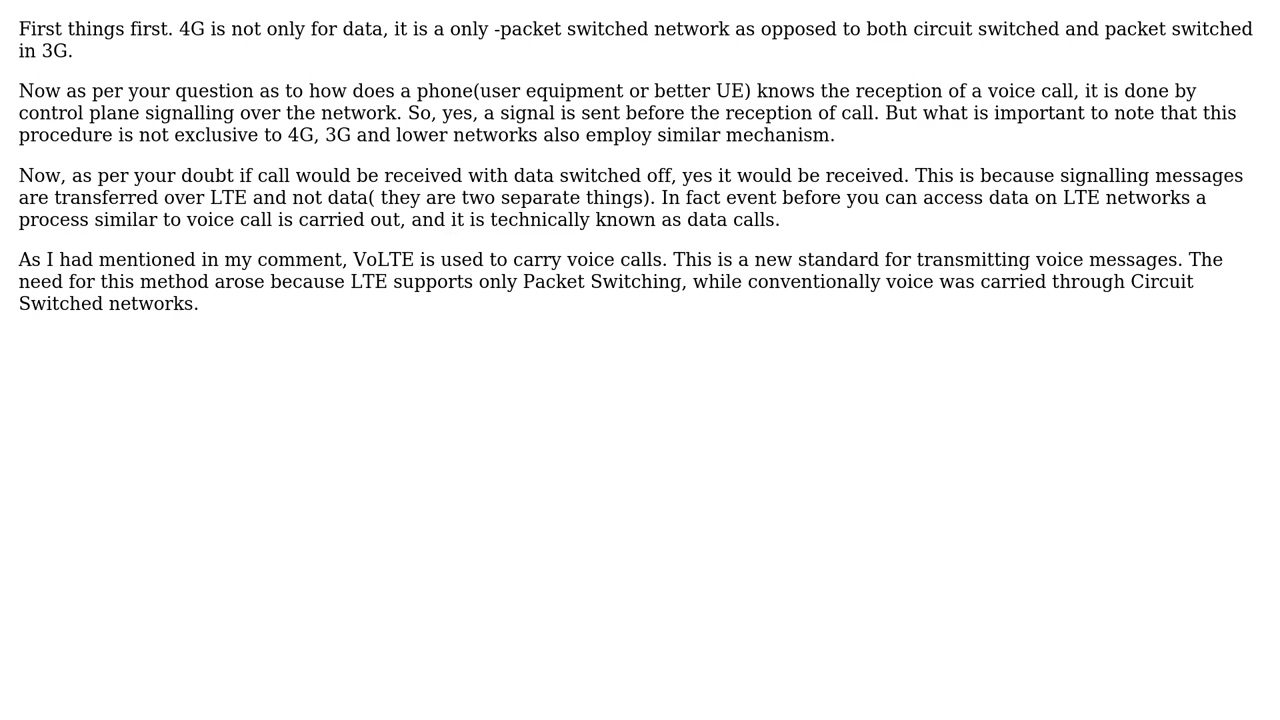 First things first. 4G is not only for data, it is a only -packet switched network as opposed to both circuit switched and packet switched
in 3G.
Now as per your question as to how does a phone(user equipment or better UE) knows the reception of a voice call, it is done by
control plane signalling over the network. So, yes, a signal is sent before the reception of call. But what is important to note that this
procedure is not exclusive to 4G, 3G and lower networks also employ similar mechanism.
Now, as per your doubt if call would be received with data switched off, yes it would be received. This is because signalling messages
are transferred over LTE and not data( they are two separate things). In fact event before you can access data on LTE networks a
process similar to voice call is carried out, and it is technically known as data calls.
As I had mentioned in my comment, VoLTE is used to carry voice calls. This is a new standard for transmitting voice messages. The
need for this method arose because LTE supports only Packet Switching, while conventionally voice was carried through Circuit
Switched networks.